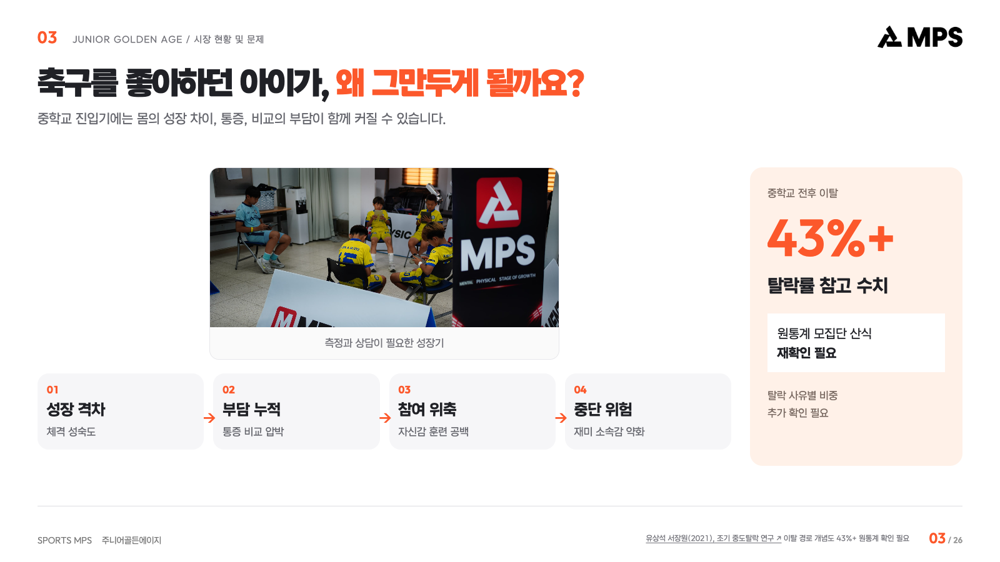 03 JUNIOR GOLDEN AGE / 시장 현황 및 문제
MPS
축구를 좋아하던 아이가, 왜 그만두게 될까요?
중학교 진입기에는 몸의 성장 차이, 통증, 비교의 부담이 함께 커질 수 있습니다.
MPS
MENTAL PHYSICAL STAGE OF GROWTH
측정과 상담이 필요한 성장기
01
성장 격차
체격 성숙도
→
02
부담 누적
통증 비교 압박
→
03
참여 위축
자신감 훈련 공백
→
04
중단 위험
재미 소속감 약화
중학교 전후 이탈
43%+
탈락률 참고 수치
원통계 모집단 산식
재확인 필요
탈락 사유별 비중
추가 확인 필요
SPORTS MPS 주니어골든에이지
유상석 서장원(2021), 조기 중도탈락 연구 ↗ 이탈 경로 개념도 43%+ 원통계 확인 필요
03 / 26